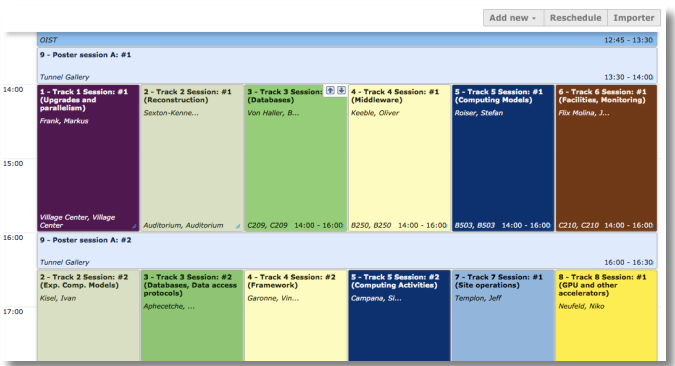 Add new Reschedule Importer
OIST 12:45 - 13:30
9 - Poster session A: #1
Tunnel Gallery 13:30 - 14:00
14:00
1 - Track 1 Session: #1
(Upgrades and
parallelism)
Frank, Markus
Village Center, Village
Center
2 - Track 2 Session: #1
(Reconstruction)
Sexton-Kenne...
Auditorium, Auditorium
3 - Track 3 Session: #1
(Databases)
Von Haller, B...
C209, C209 14:00 - 16:00
4 - Track 4 Session: #1
(Middleware)
Keeble, Oliver
B250, B250 14:00 - 16:00
5 - Track 5 Session: #1
(Computing Models)
Roiser, Stefan
B503, B503 14:00 - 16:00
6 - Track 6 Session: #1
(Facilities, Monitoring)
Flix Molina, J...
C210, C210 14:00 - 16:00
15:00
16:00
9 - Poster session A: #2
Tunnel Gallery 16:00 - 16:30
2 - Track 2 Session: #2
(Exp. Comp. Models)
Kisel, Ivan
3 - Track 3 Session: #2
(Databases, Data access
protocols)
Aphecetche, ...
4 - Track 4 Session: #2
(Framework)
Garonne, Vin...
5 - Track 5 Session: #2
(Computing Activities)
Campana, Si...
7 - Track 7 Session: #1
(Site operations)
Templon, Jeff
8 - Track 8 Session: #1
(GPU and other
accelerators)
Neufeld, Niko
17:00